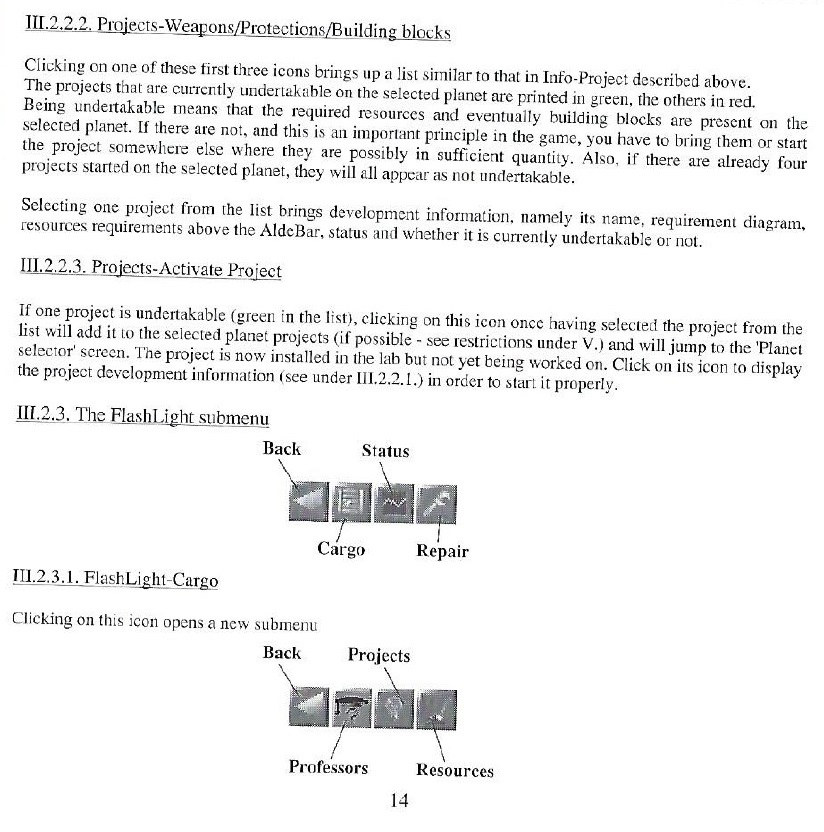 III.2.2.2. Projects-Weapons/Protections/Building blocks
Clicking on one of these first three icons brings up a list similar to that in Info-Project described above.
The projects that are currently undertakable on the selected planet are printed in green, the others in red.
Being undertakable means that the required resources and eventually building blocks are present on the
selected planet. If there are not, and this is an important principle in the game, you have to bring them or start
the project somewhere else where they are possibly in sufficient quantity. Also, if there are already four
projects started on the selected planet, they will all appear as not undertakable.
Selecting one project from the list brings development information, namely its name, requirement diagram,
resources requirements above the AldeBar, status and whether it is currently undertakable or not.
III.2.2.3. Projects-Activate Project
If one project is undertakable (green in the list), clicking on this icon once having selected the project from the
list will add it to the selected planet projects (if possible - see restrictions under V.) and will jump to the 'Planet
selector' screen. The project is now installed in the lab but not yet being worked on. Click on its icon to display
the project development information (see under III.2.2.1.) in order to start it properly.
III.2.3. The FlashLight submenu
Back Status
Cargo Repair
III.2.3.1. FlashLight-Cargo
Clicking on this icon opens a new submenu
Back Projects
Professors Resources
14